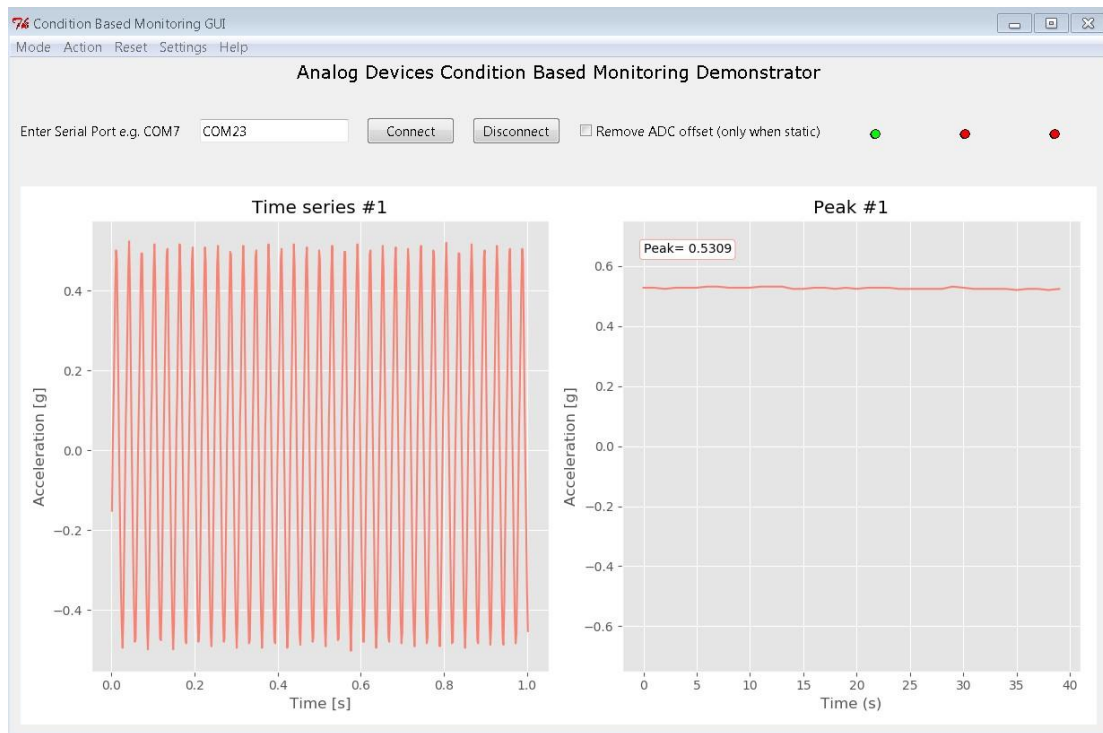 Condition Based Monitoring GUI
Mode Action Reset Settings Help
Analog Devices Condition Based Monitoring Demonstrator
Enter Serial Port e.g. COM7 COM23 Connect Disconnect Remove ADC offset (only when static)
Time series #1
0.4
0.2
0.0
−0.2
−0.4
Acceleration [g]
0.0 0.2 0.4 0.6 0.8 1.0
Time [s]
Peak #1
Peak= 0.5309
0.6
0.4
0.2
0.0
−0.2
−0.4
−0.6
Acceleration [g]
0 5 10 15 20 25 30 35 40
Time (s)